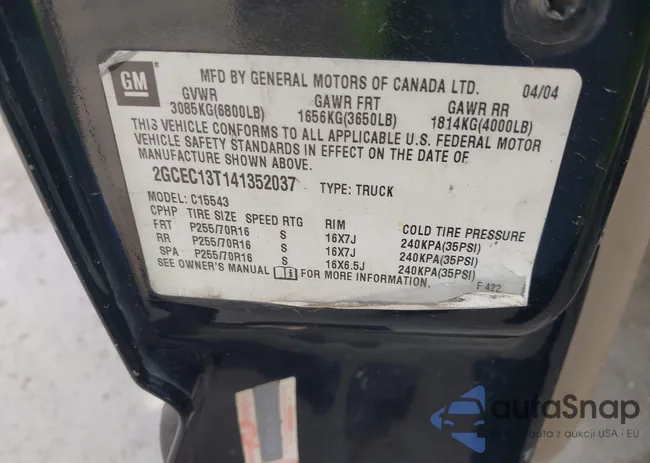 GM
MFD BY GENERAL MOTORS OF CANADA LTD. 04/04
GVWR GAWR FRT GAWR RR
3085KG(6800LB) 1656KG(3650LB) 1814KG(4000LB)
THIS VEHICLE CONFORMS TO ALL APPLICABLE U.S. FEDERAL MOTOR
VEHICLE SAFETY STANDARDS IN EFFECT ON THE DATE OF
MANUFACTURE SHOWN ABOVE.
2GCEC13T141352037 TYPE: TRUCK
MODEL: C15543
CPHP TIRE SIZE SPEED RTG RIM COLD TIRE PRESSURE
FRT P255/70R16 S 16X7J 240KPA(35PSI)
RR P255/70R16 S 16X7J 240KPA(35PSI)
SPA P255/70R16 S 16X6.5J 240KPA(35PSI)
SEE OWNER'S MANUAL FOR MORE INFORMATION.
F 422
autoSnap
auta z aukcji USA i EU